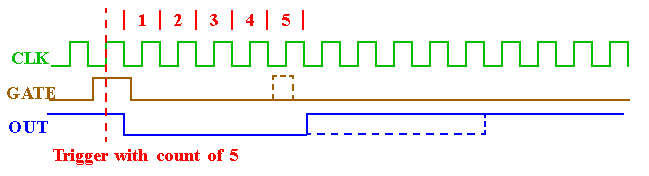 1 2 3 4 5
CLK
GATE
OUT
Trigger with count of 5